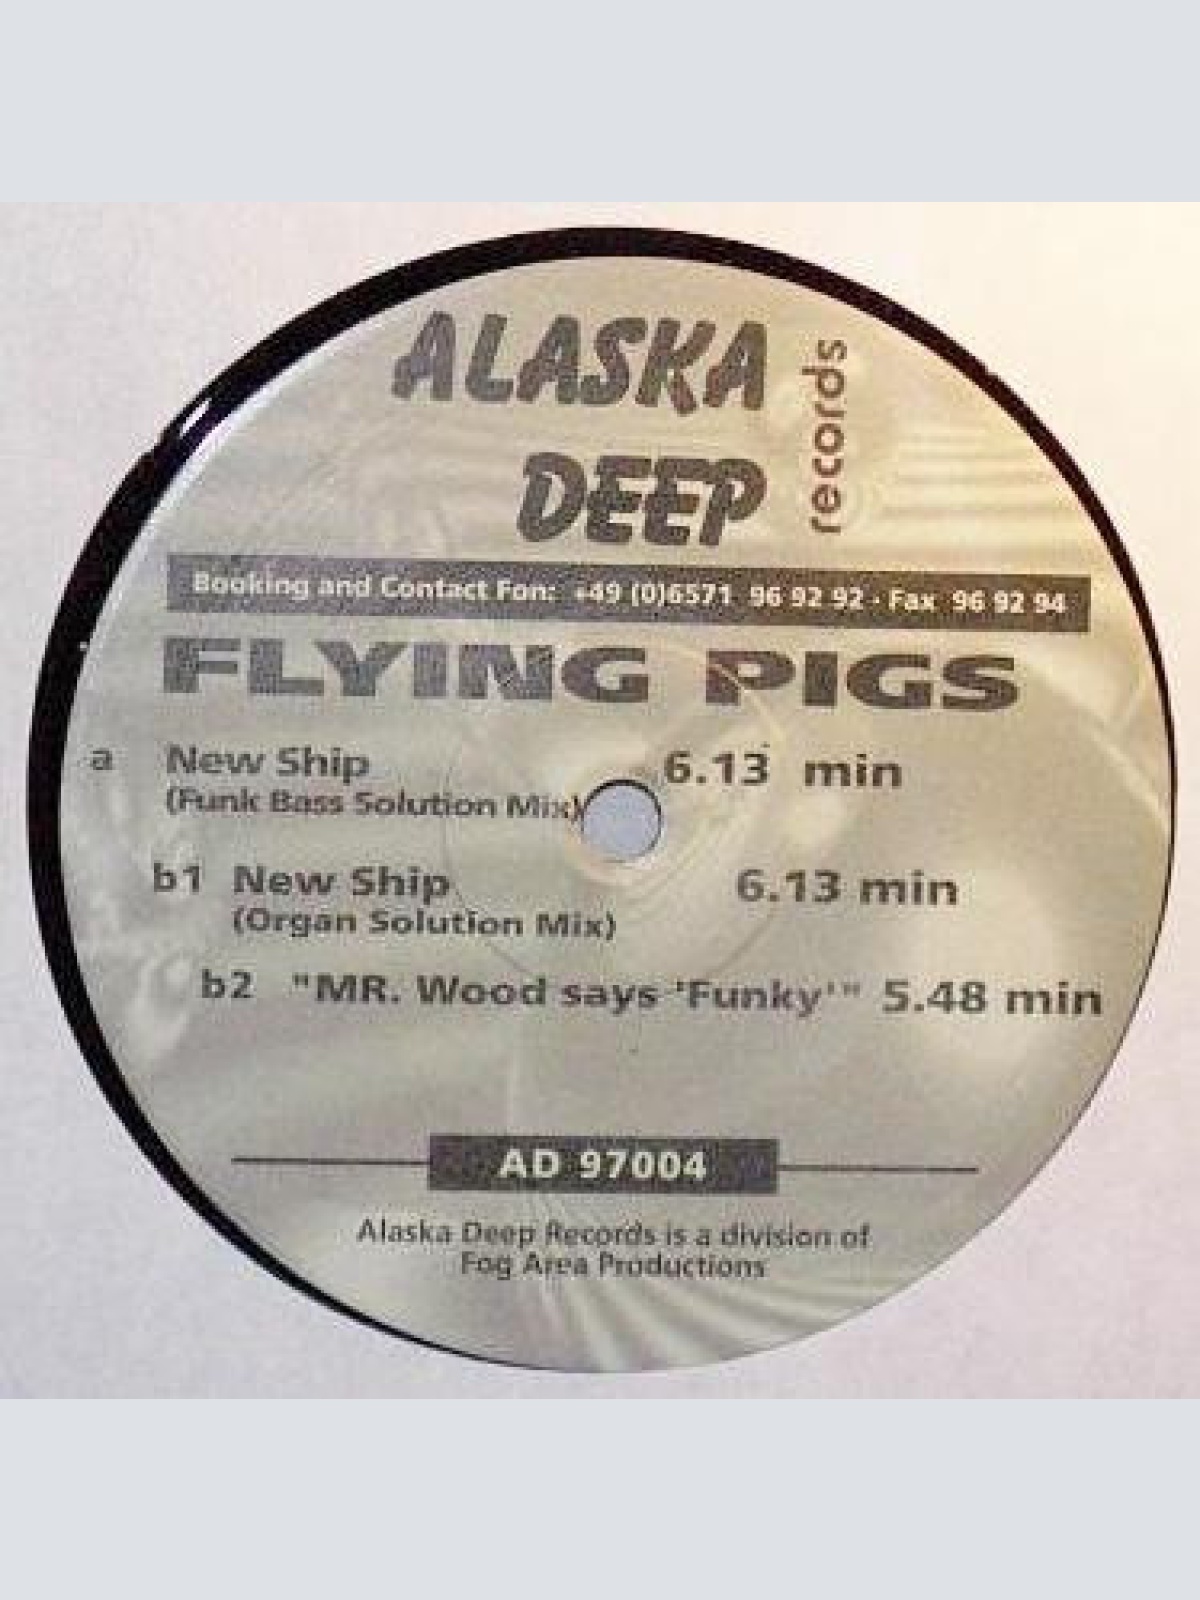 ALASKA
DEEP
records
Booking and Contact Fon: +49 (0)6571 96 92 92 · Fax 96 92 94
FLYING PIGS
a New Ship 6.13 min
(Funk Bass Solution Mix)
b1 New Ship 6.13 min
(Organ Solution Mix)
b2 "MR. Wood says 'Funky'" 5.48 min
AD 97004
Alaska Deep Records is a division of
Fog Area Productions